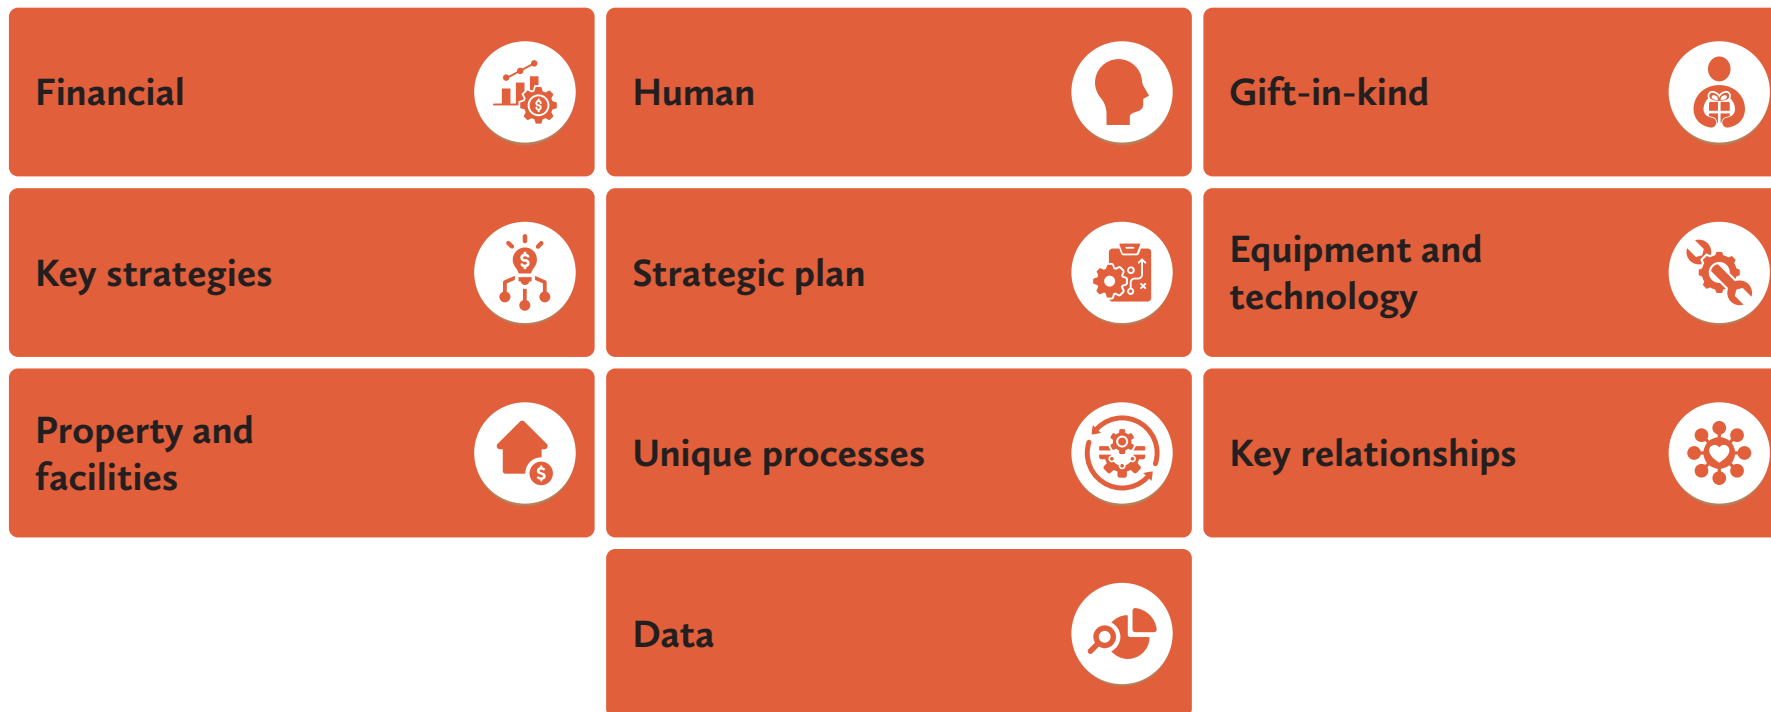 Financial
Human
Gift-in-kind
Key strategies
Strategic plan
Equipment and
technology
Property and
facilities
Unique processes
Key relationships
Data